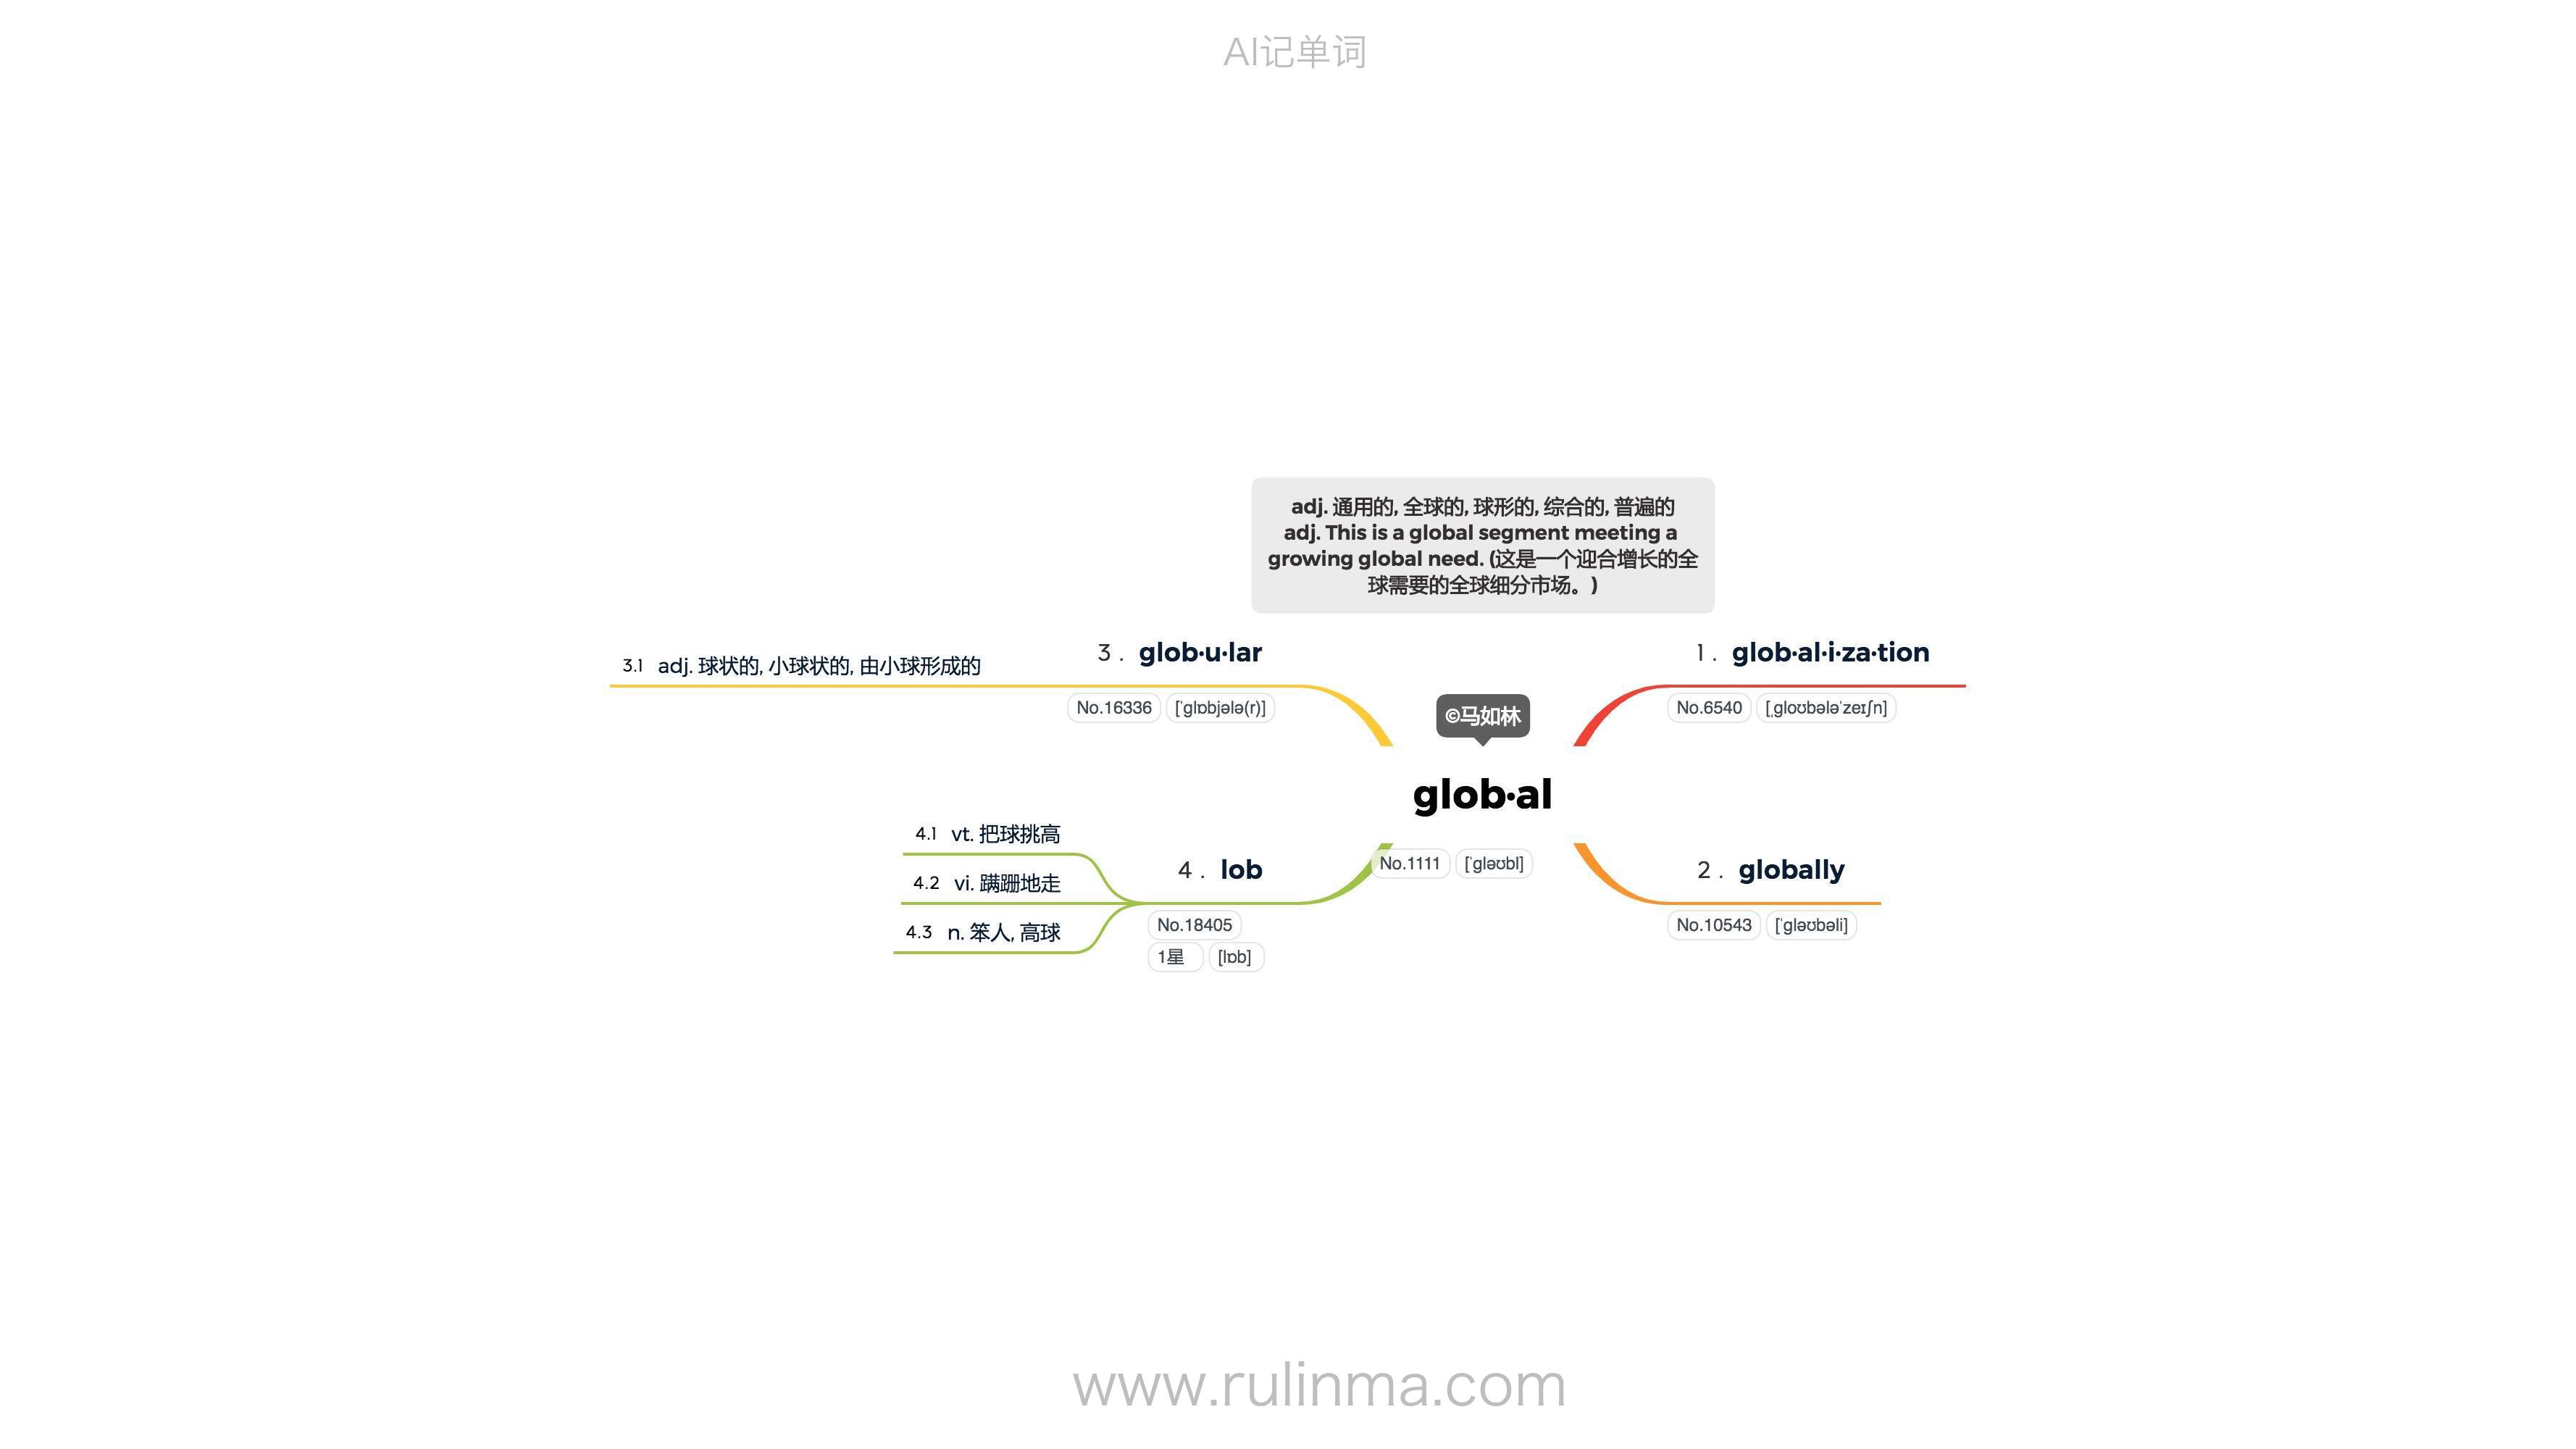 AI记单词
adj. 通用的, 全球的, 球形的, 综合的, 普遍的
adj. This is a global segment meeting a
growing global need. (这是一个迎合增长的全
球需要的全球细分市场。)
©马如林
glob·al
No.1111 [ˈgləʊbl]
1 . glob·al·i·za·tion
No.6540 [ˌgloʊbələˈzeɪʃn]
2 . globally
No.10543 [ˈgləʊbəli]
3 . glob·u·lar
No.16336 [ˈglɒbjələ(r)]
3.1 adj. 球状的, 小球状的, 由小球形成的
4 . lob
No.18405
1星 [lɒb]
4.1 vt. 把球挑高
4.2 vi. 蹒跚地走
4.3 n. 笨人, 高球
www.rulinma.com